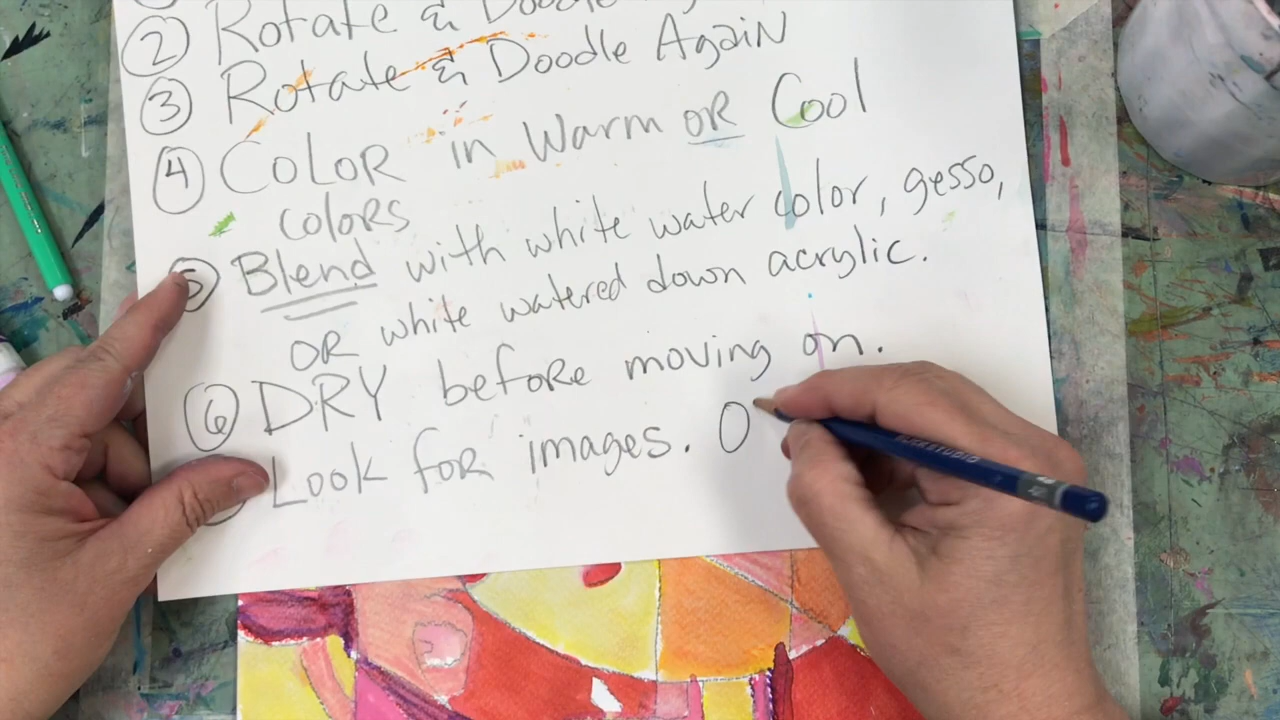 ② Rotate & Doodle
③ Rotate & Doodle Again
④ Color in Warm OR Cool
colors
⑤ Blend with white water color, gesso,
OR white watered down acrylic.
⑥ DRY before moving on.
Look for images. O